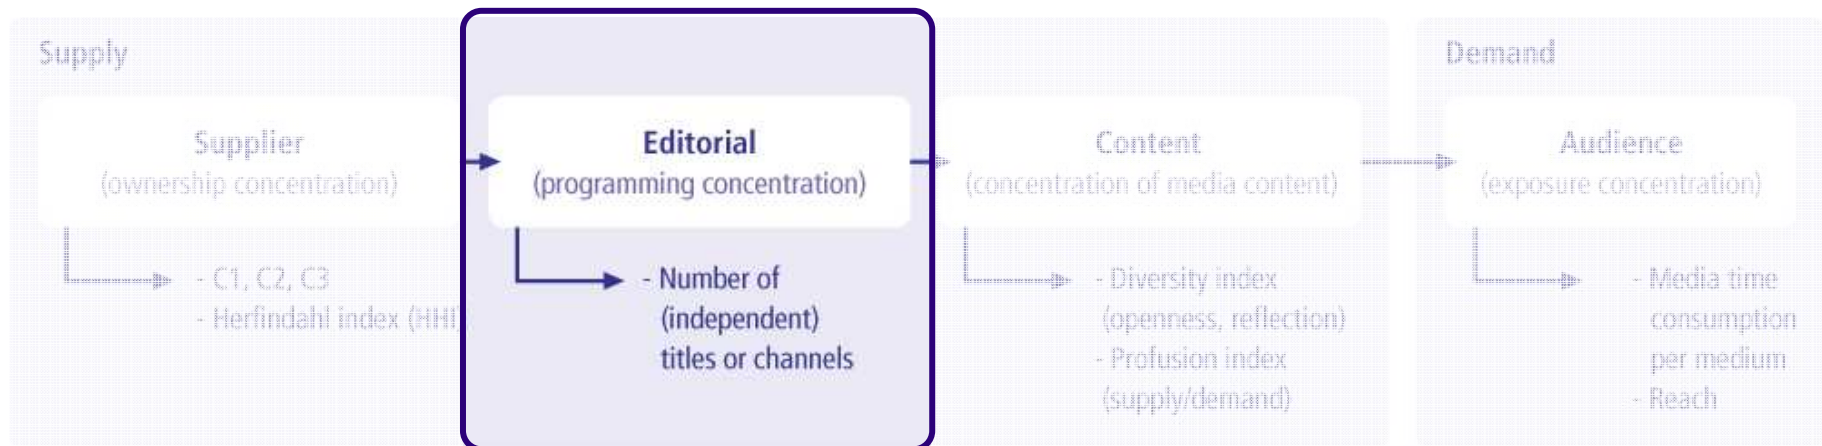 Supply
Supplier
(ownership concentration)
- C1, C2, C3
- Herfindahl index (HHI)
Editorial
(programming concentration)
- Number of
(independent)
titles or channels
Content
(concentration of media content)
- Diversity index
(openness, reflection)
- Profusion index
(supply/demand)
Demand
Audience
(exposure concentration)
- Media time
consumption
per medium
- Reach